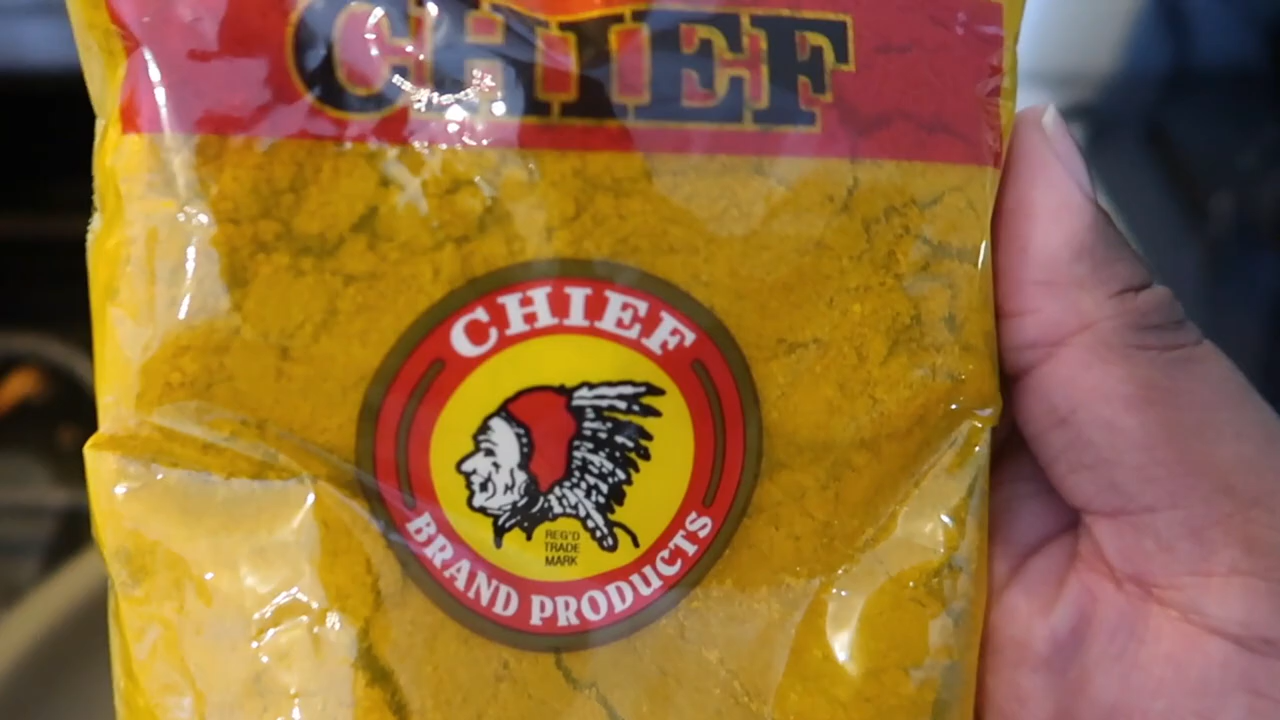 CHIEF
CHIEF
REG'D
TRADE
MARK
BRAND PRODUCTS